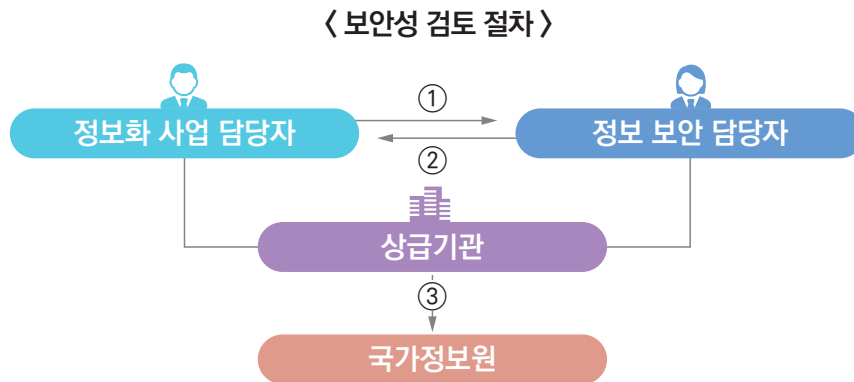 〈 보안성 검토 절차 〉
정보화 사업 담당자
①
정보 보안 담당자
②
상급기관
③
국가정보원